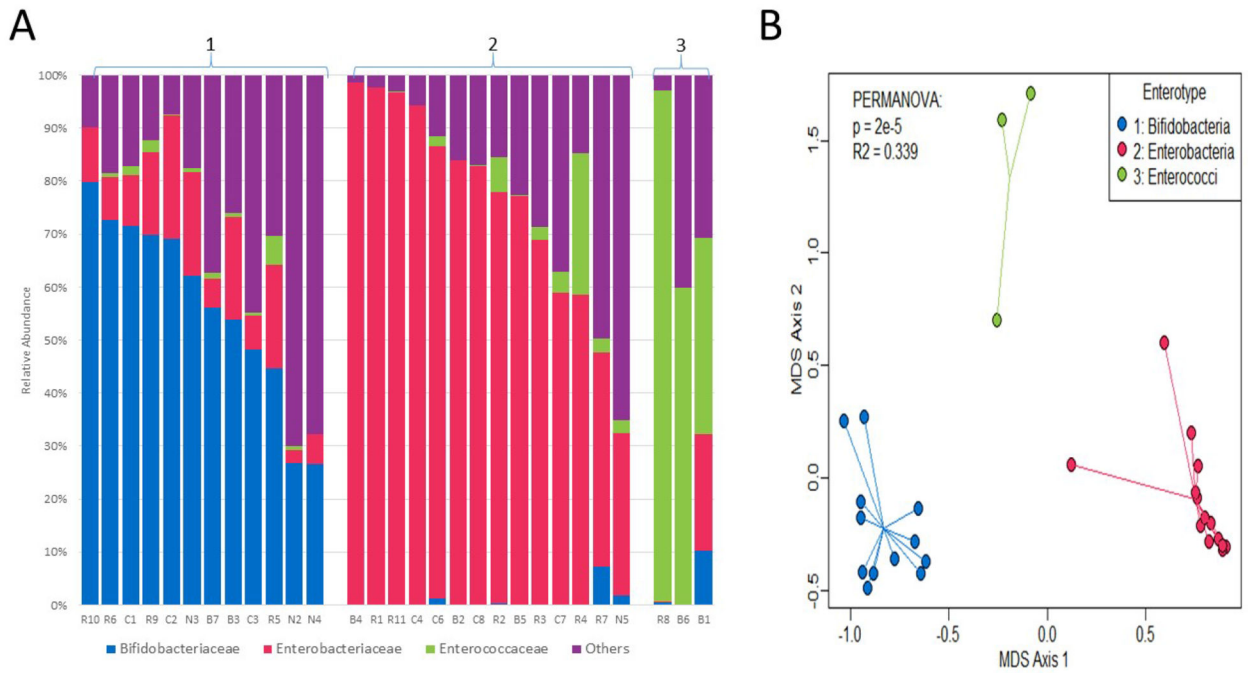 A
B
1
2
3
100%
90%
80%
70%
60%
50%
40%
30%
20%
10%
0%
Relative Abundance
R10 R6 C1 R9 C2 N3 B7 B3 C3 R5 N2 N4 B4 R1 R11 C4 C6 B2 C8 R2 B5 R3 C7 R4 R7 N5 R8 B6 B1
Bifidobacteriaceae Enterobacteriaceae Enterococcaceae Others
PERMANOVA:
p = 2e-5
R2 = 0.339
Enterotype
1: Bifidobacteria
2: Enterobacteria
3: Enterococci
1.5
1.0
0.5
0.0
-0.5
MDS Axis 2
-1.0 -0.5 0.0 0.5
MDS Axis 1